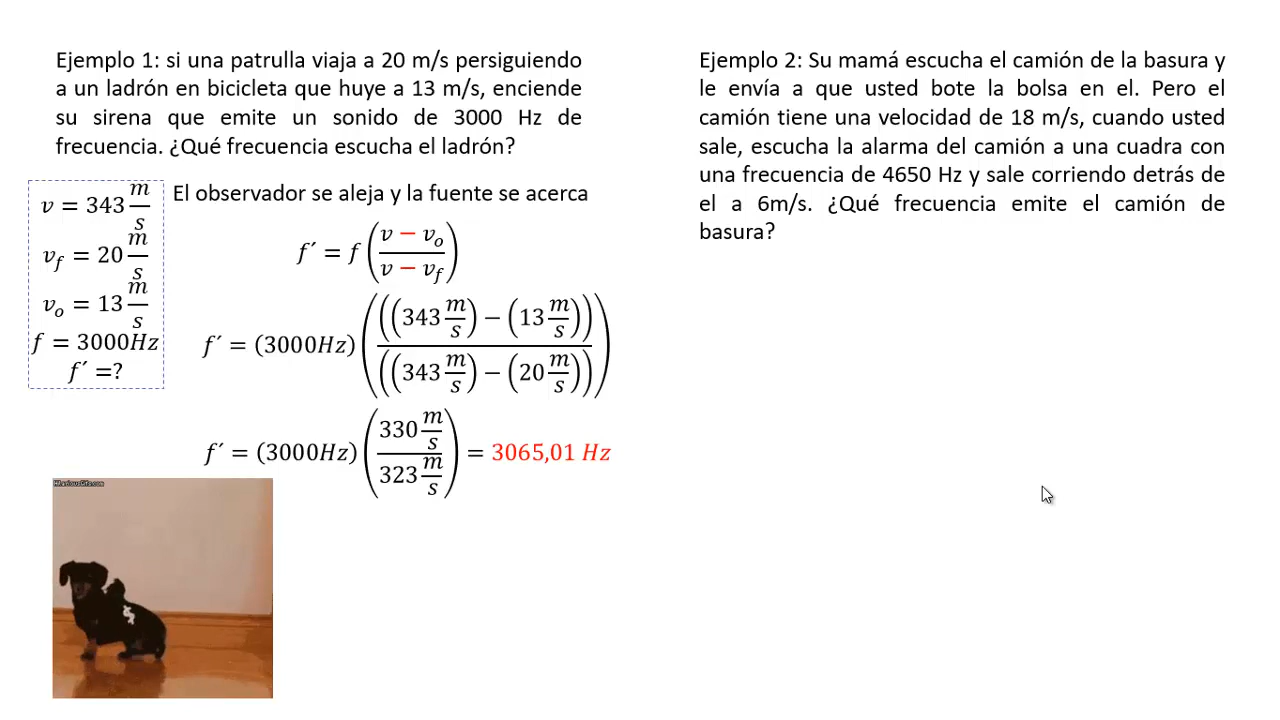 Ejemplo 1: si una patrulla viaja a 20 m/s persiguiendo
a un ladrón en bicicleta que huye a 13 m/s, enciende
su sirena que emite un sonido de 3000 Hz de
frecuencia. ¿Qué frecuencia escucha el ladrón?
v = 343 m/s
v_f = 20 m/s
v_o = 13 m/s
f = 3000Hz
f´ =?
El observador se aleja y la fuente se acerca
f´ = f ((v − v_o)/(v − v_f))
f´ = (3000Hz) (((343 m/s) − (13 m/s))/((343 m/s) − (20 m/s)))
f´ = (3000Hz) ((330 m/s)/(323 m/s)) = 3065,01 Hz
Ejemplo 2: Su mamá escucha el camión de la basura y
le envía a que usted bote la bolsa en el. Pero el
camión tiene una velocidad de 18 m/s, cuando usted
sale, escucha la alarma del camión a una cuadra con
una frecuencia de 4650 Hz y sale corriendo detrás de
el a 6m/s. ¿Qué frecuencia emite el camión de
basura?